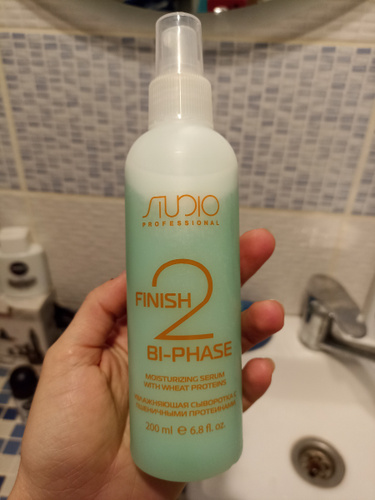 STUDIO
PROFESSIONAL
2
FINISH
BI-PHASE
MOISTURIZING SERUM
WITH WHEAT PROTEINS
УВЛАЖНЯЮЩАЯ СЫВОРОТКА С
ПШЕНИЧНЫМИ ПРОТЕИНАМИ
200 ml ℮ 6.8 fl. oz.